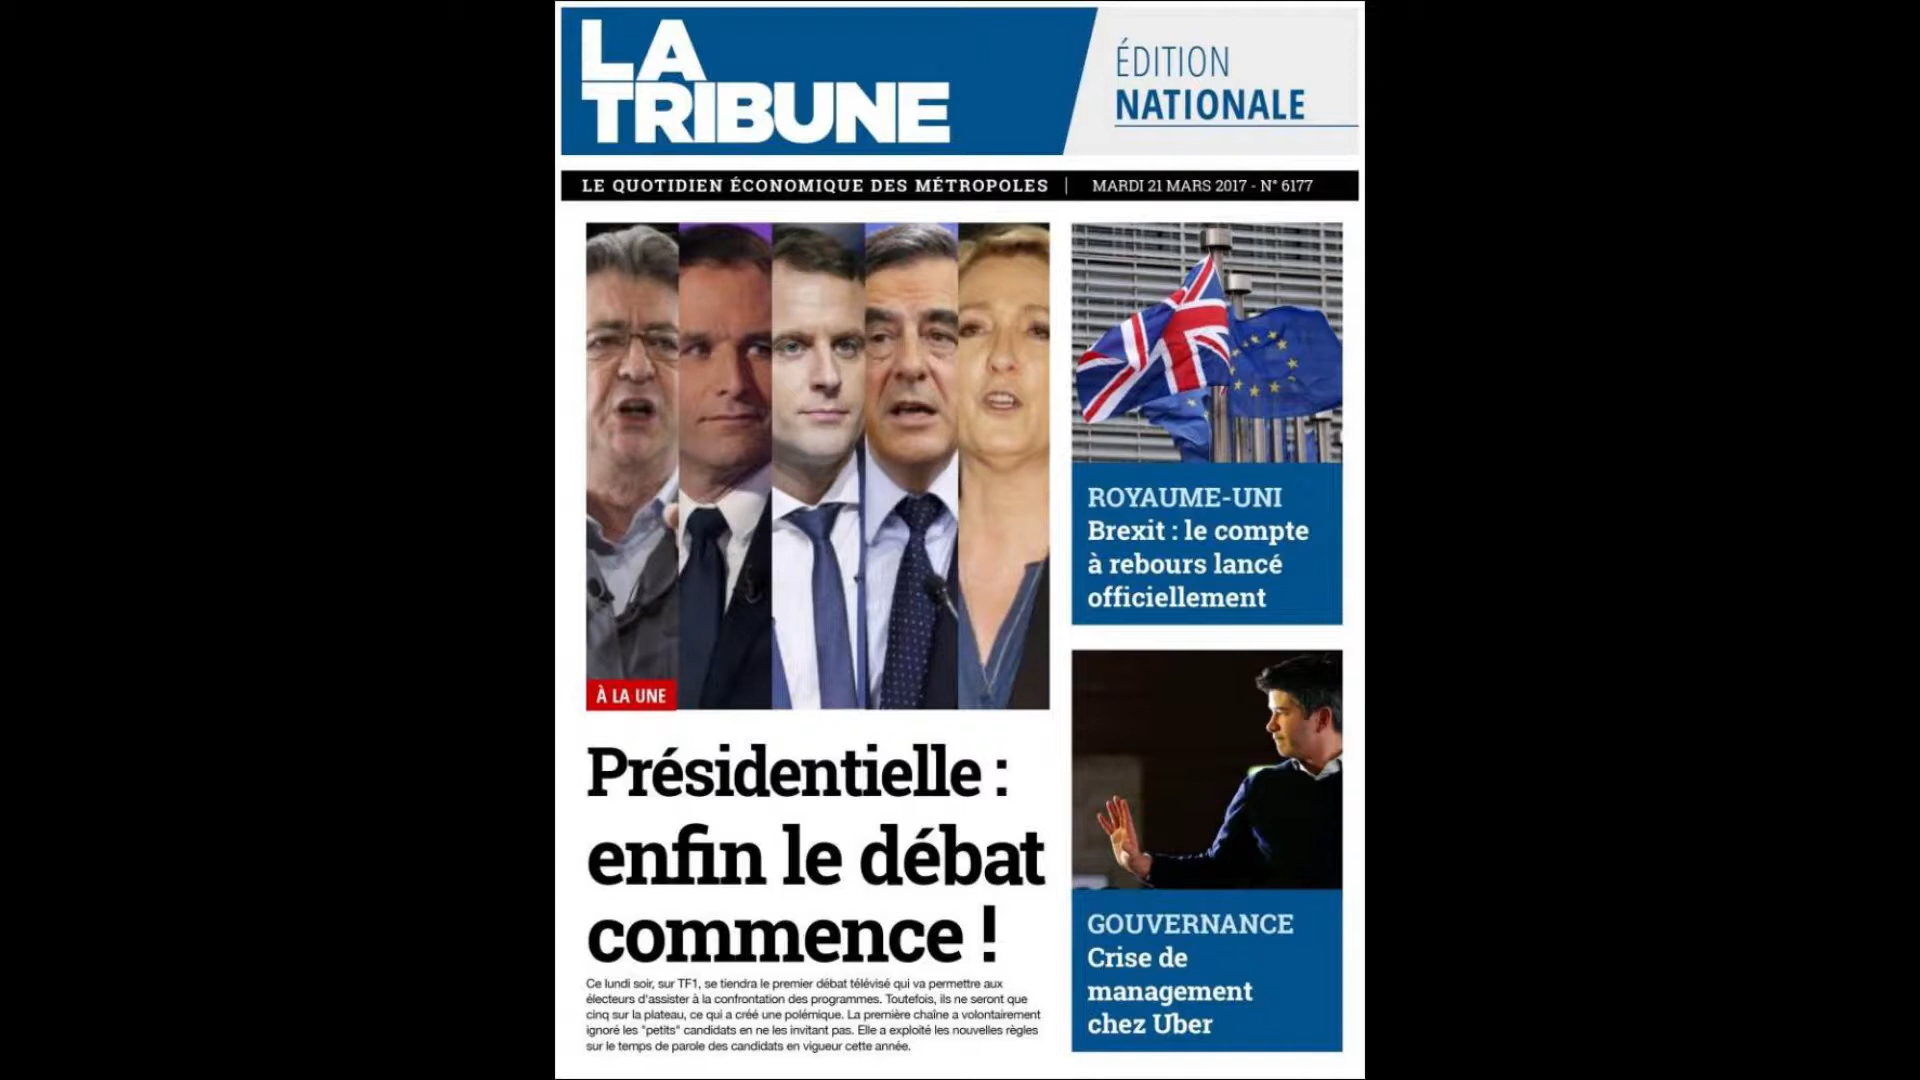 LA
TRIBUNE
ÉDITION
NATIONALE
LE QUOTIDIEN ÉCONOMIQUE DES MÉTROPOLES | MARDI 21 MARS 2017 - N° 6177
À LA UNE
Présidentielle :
enfin le débat
commence !
Ce lundi soir, sur TF1, se tiendra le premier débat télévisé qui va permettre aux
électeurs d'assister à la confrontation des programmes. Toutefois, ils ne seront que
cinq sur la plateau, ce qui a créé une polémique. La première chaîne a volontairement
ignoré les "petits" candidats en ne les invitant pas. Elle a exploité les nouvelles règles
sur le temps de parole des candidats en vigueur cette année.
ROYAUME-UNI
Brexit : le compte
à rebours lancé
officiellement
GOUVERNANCE
Crise de
management
chez Uber